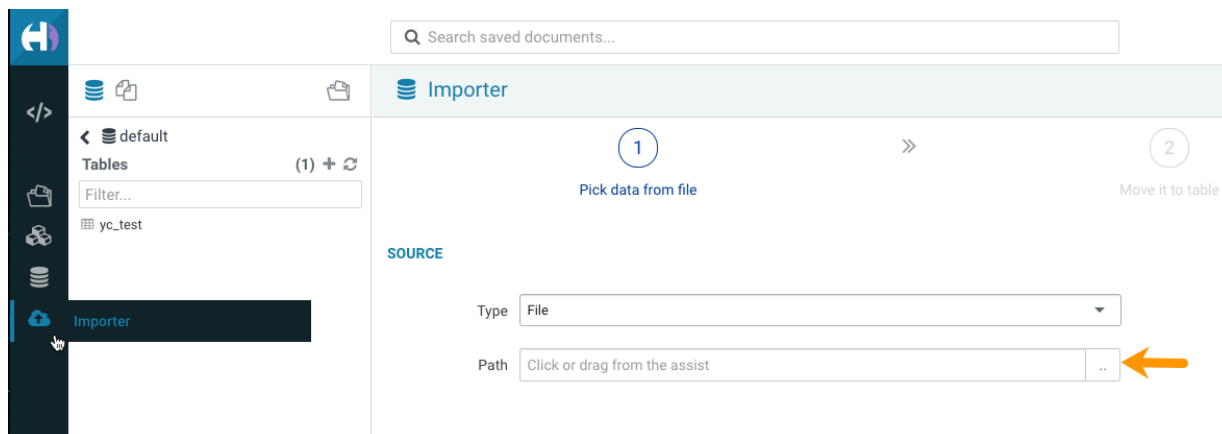 Search saved documents...
</>
Importer
default
Tables (1)
Filter...
yc_test
1
2
Pick data from file
Move it to table
SOURCE
Type File
Path Click or drag from the assist ..
Importer